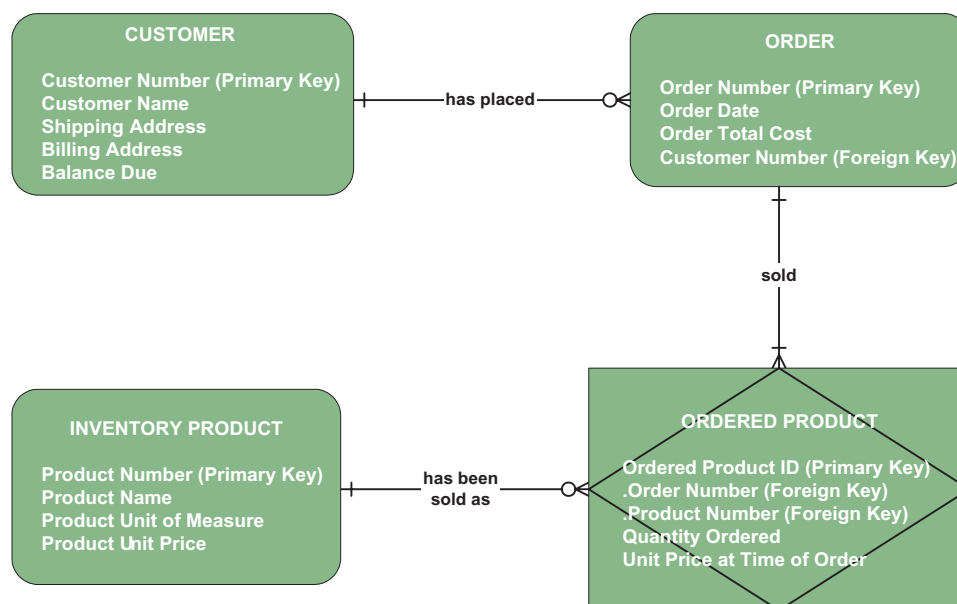 CUSTOMER
Customer Number (Primary Key)
Customer Name
Shipping Address
Billing Address
Balance Due
has placed
ORDER
Order Number (Primary Key)
Order Date
Order Total Cost
Customer Number (Foreign Key)
sold
INVENTORY PRODUCT
Product Number (Primary Key)
Product Name
Product Unit of Measure
Product Unit Price
has been
sold as
ORDERED PRODUCT
Ordered Product ID (Primary Key)
.Order Number (Foreign Key)
.Product Number (Foreign Key)
Quantity Ordered
Unit Price at Time of Order